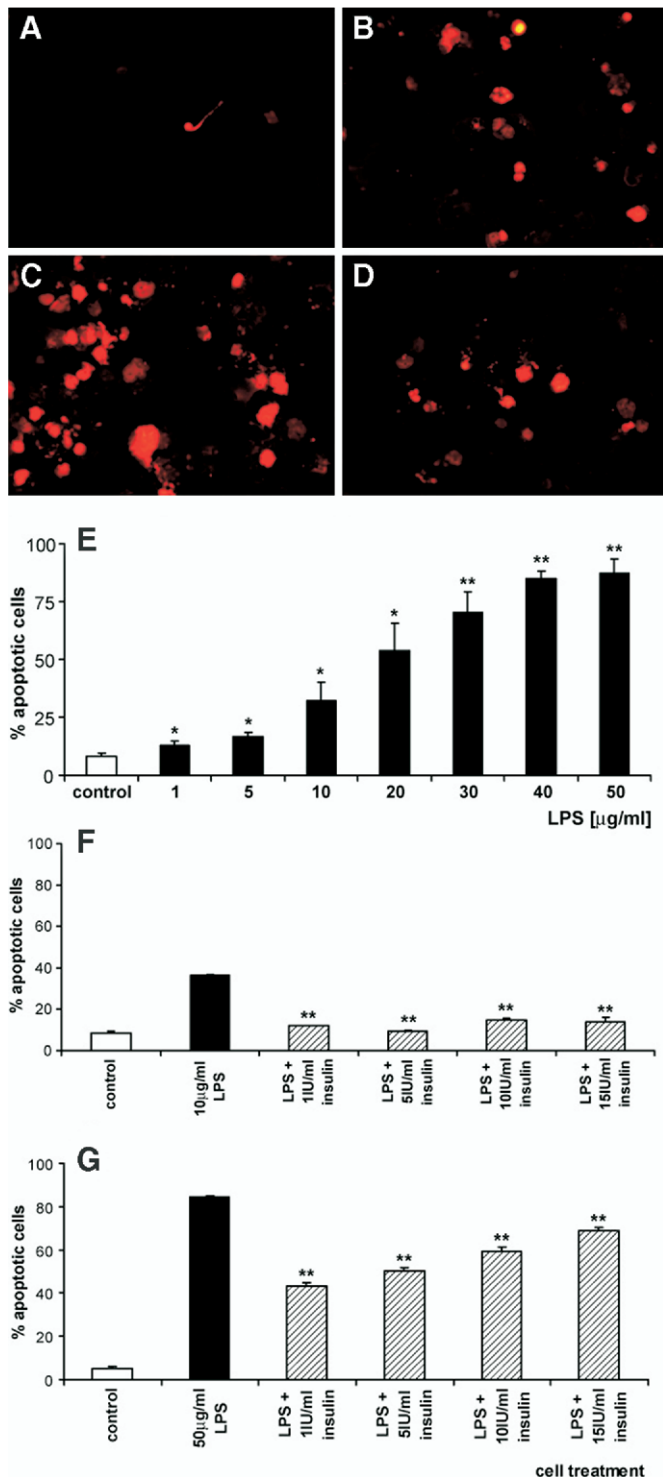 A
B
C
D
E
% apoptotic cells
100
75
50
25
0
*
*
*
*
**
**
**
control
1
5
10
20
30
40
50
LPS [μg/ml]
F
% apoptotic cells
100
80
60
40
20
0
**
**
**
**
control
10μg/ml
LPS
LPS +
1IU/ml
insulin
LPS +
5IU/ml
insulin
LPS +
10IU/ml
insulin
LPS +
15IU/ml
insulin
G
% apoptotic cells
100
80
60
40
20
0
**
**
**
**
control
50μg/ml
LPS
LPS +
1IU/ml
insulin
LPS +
5IU/ml
insulin
LPS +
10IU/ml
insulin
LPS +
15IU/ml
insulin
cell treatment